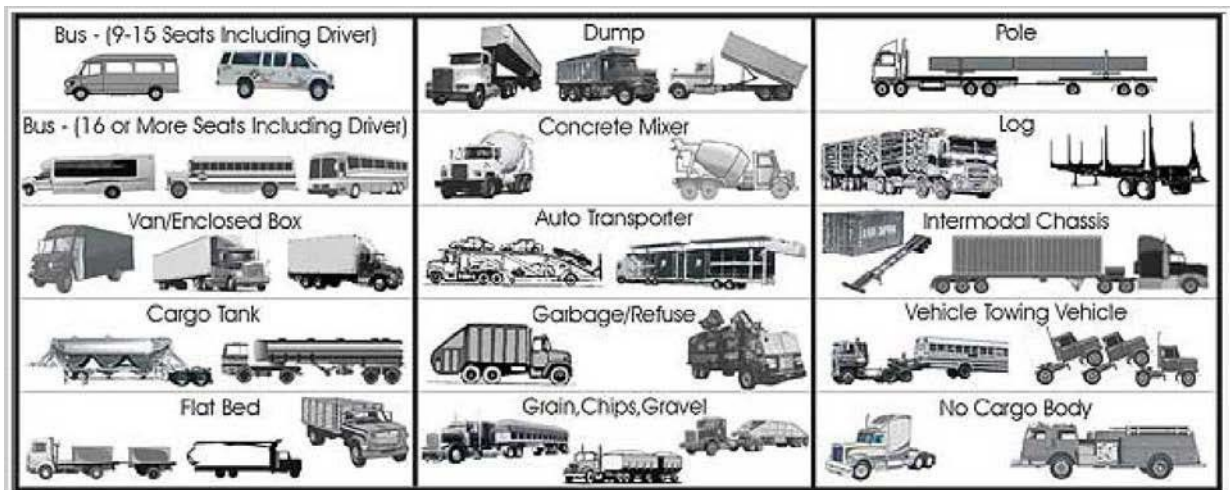 Bus - (9-15 Seats Including Driver)
Bus - (16 or More Seats Including Driver)
Van/Enclosed Box
Cargo Tank
Flat Bed
Dump
Concrete Mixer
Auto Transporter
Garbage/Refuse
Grain,Chips,Gravel
Pole
Log
Intermodal Chassis
Vehicle Towing Vehicle
No Cargo Body